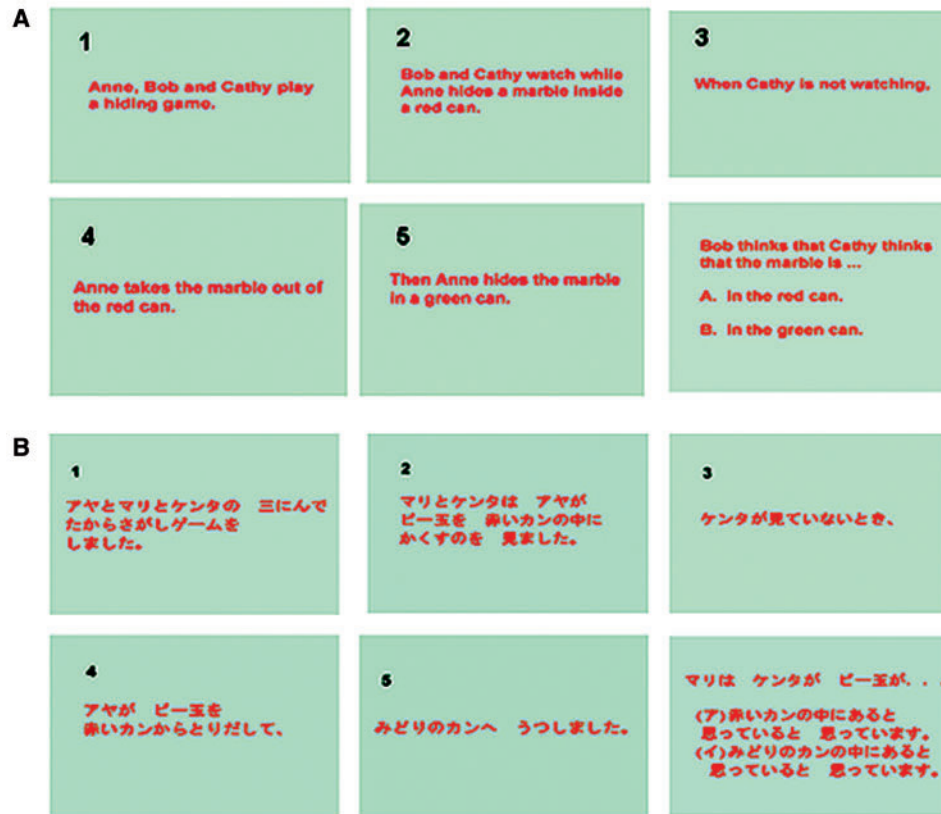 A
1
Anne, Bob and Cathy play
a hiding game.
2
Bob and Cathy watch while
Anne hides a marble inside
a red can.
3
When Cathy is not watching,
4
Anne takes the marble out of
the red can.
5
Then Anne hides the marble
in a green can.
Bob thinks that Cathy thinks
that the marble is ...
A. In the red can.
B. In the green can.
B
1
アヤとマリとケンタの 三にんで
たからさがしゲームを
しました。
2
マリとケンタは アヤが
ビー玉を 赤いカンの中に
かくすのを 見ました。
3
ケンタが見ていないとき、
4
アヤが ビー玉を
赤いカンからとりだして、
5
みどりのカンへ うつしました。
マリは ケンタが ビー玉が. . .
(ア)赤いカンの中にあると
思っていると 思っています。
(イ)みどりのカンの中にあると
思っていると 思っています。